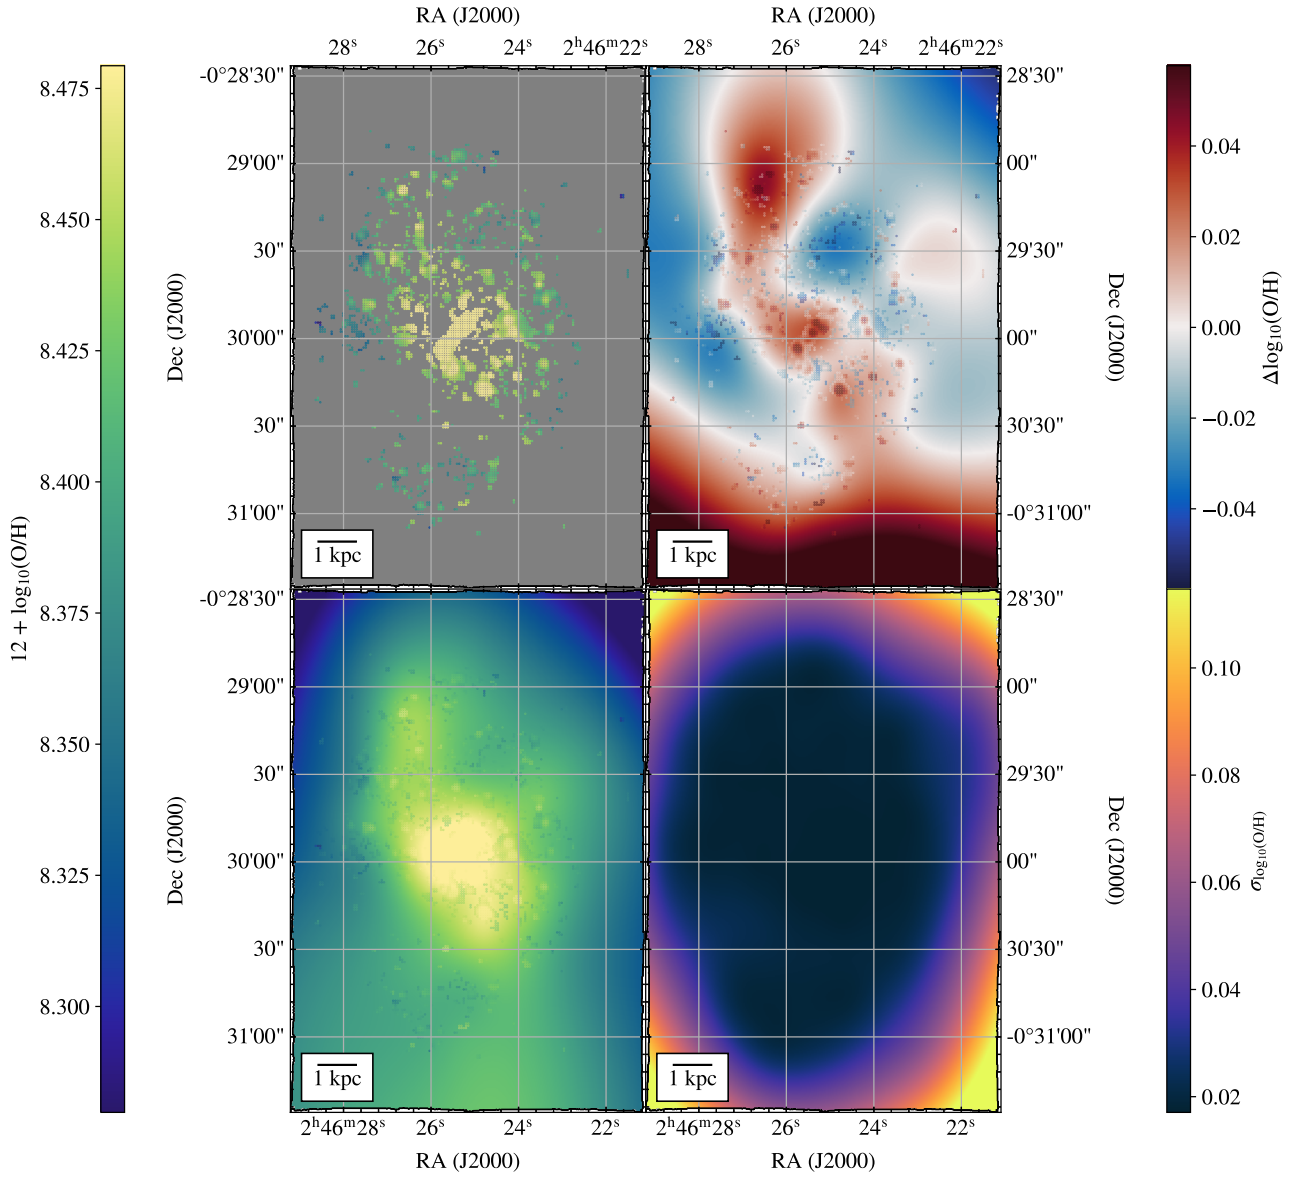 RA (J2000)
RA (J2000)
28ˢ 26ˢ 24ˢ 2ʰ46ᵐ22ˢ
28ˢ 26ˢ 24ˢ 2ʰ46ᵐ22ˢ
12 + log₁₀(O/H)
8.475
8.450
8.425
8.400
8.375
8.350
8.325
8.300
Dec (J2000)
-0°28'30"
29'00"
30"
30'00"
30"
31'00"
1 kpc
1 kpc
28'30"
00"
29'30"
00"
30'30"
-0°31'00"
Dec (J2000)
0.04
0.02
0.00
−0.02
−0.04
Δlog₁₀(O/H)
Dec (J2000)
-0°28'30"
29'00"
30"
30'00"
30"
31'00"
1 kpc
1 kpc
28'30"
00"
29'30"
00"
30'30"
-0°31'00"
Dec (J2000)
0.10
0.08
0.06
0.04
0.02
σlog₁₀(O/H)
2ʰ46ᵐ28ˢ 26ˢ 24ˢ 22ˢ
2ʰ46ᵐ28ˢ 26ˢ 24ˢ 22ˢ
RA (J2000)
RA (J2000)